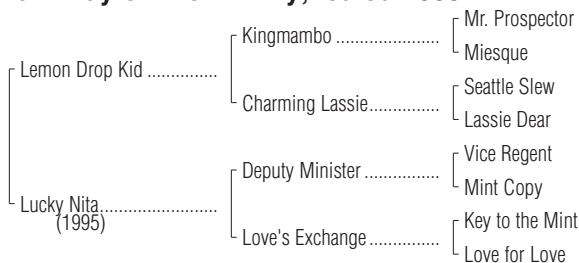 Mr. Prospector
Kingmambo ....................
Miesque
Lemon Drop Kid ..............
Seattle Slew
Charming Lassie..............
Lassie Dear
Vice Regent
Deputy Minister ...............
Mint Copy
Lucky Nita.......................
(1995)
Key to the Mint
Love's Exchange ..............
Love for Love